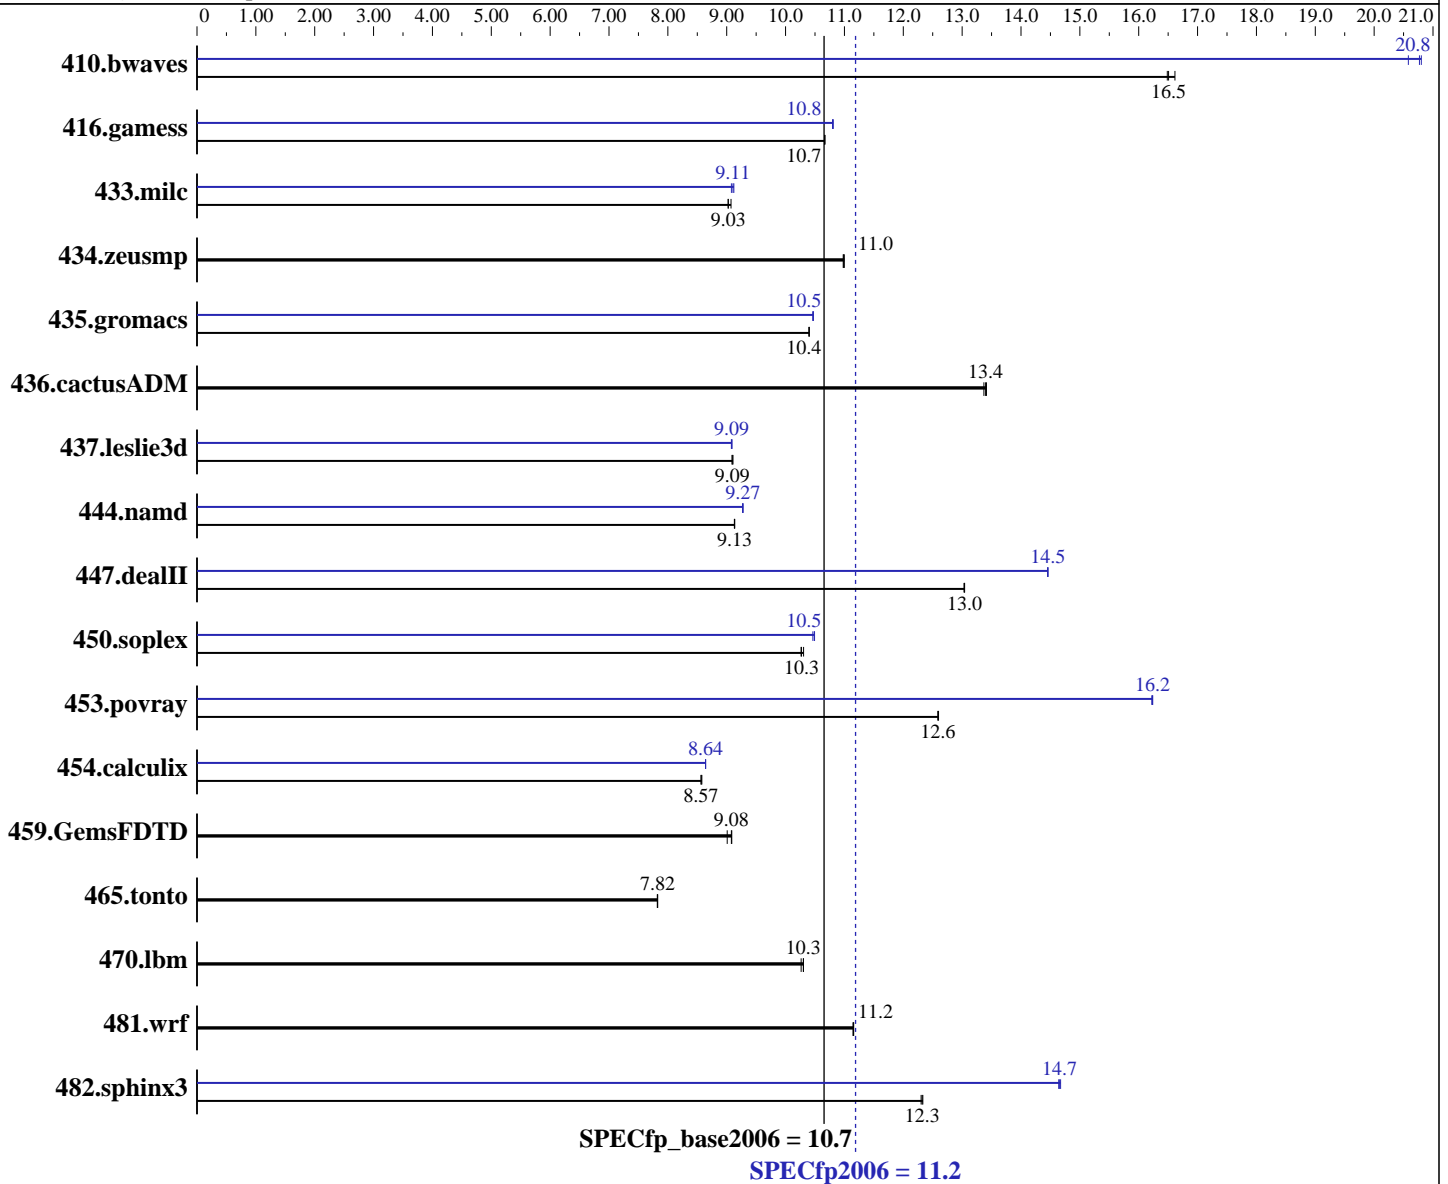 0 1.00 2.00 3.00 4.00 5.00 6.00 7.00 8.00 9.00 10.0 11.0 12.0 13.0 14.0 15.0 16.0 17.0 18.0 19.0 20.0 21.0
410.bwaves 20.8
16.5
416.gamess 10.8
10.7
433.milc 9.11
9.03
434.zeusmp 11.0
435.gromacs 10.5
10.4
436.cactusADM 13.4
437.leslie3d 9.09
9.09
444.namd 9.27
9.13
447.dealII 14.5
13.0
450.soplex 10.5
10.3
453.povray 16.2
12.6
454.calculix 8.64
8.57
459.GemsFDTD 9.08
465.tonto 7.82
470.lbm 10.3
481.wrf 11.2
482.sphinx3 14.7
12.3
SPECfp_base2006 = 10.7
SPECfp2006 = 11.2